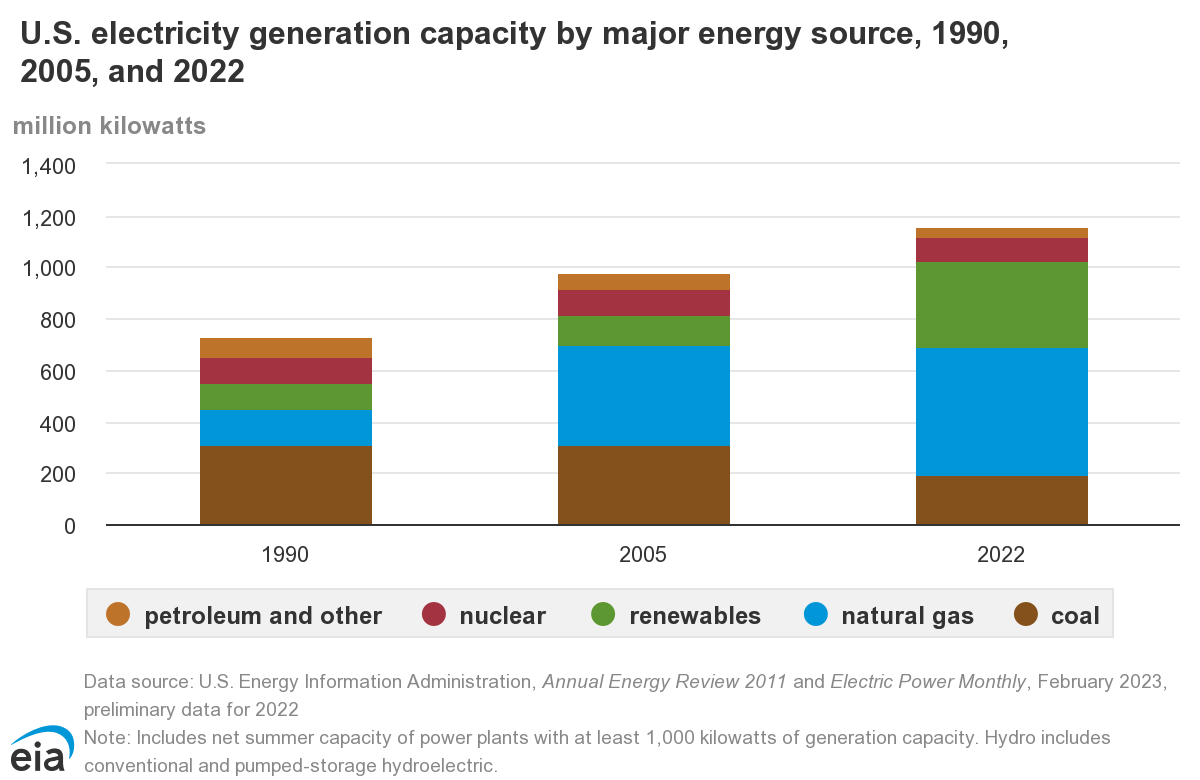 U.S. electricity generation capacity by major energy source, 1990,
2005, and 2022
million kilowatts
1,400
1,200
1,000
800
600
400
200
0
1990 2005 2022
petroleum and other nuclear renewables natural gas coal
Data source: U.S. Energy Information Administration, Annual Energy Review 2011 and Electric Power Monthly, February 2023,
preliminary data for 2022
Note: Includes net summer capacity of power plants with at least 1,000 kilowatts of generation capacity. Hydro includes
conventional and pumped-storage hydroelectric.
eia